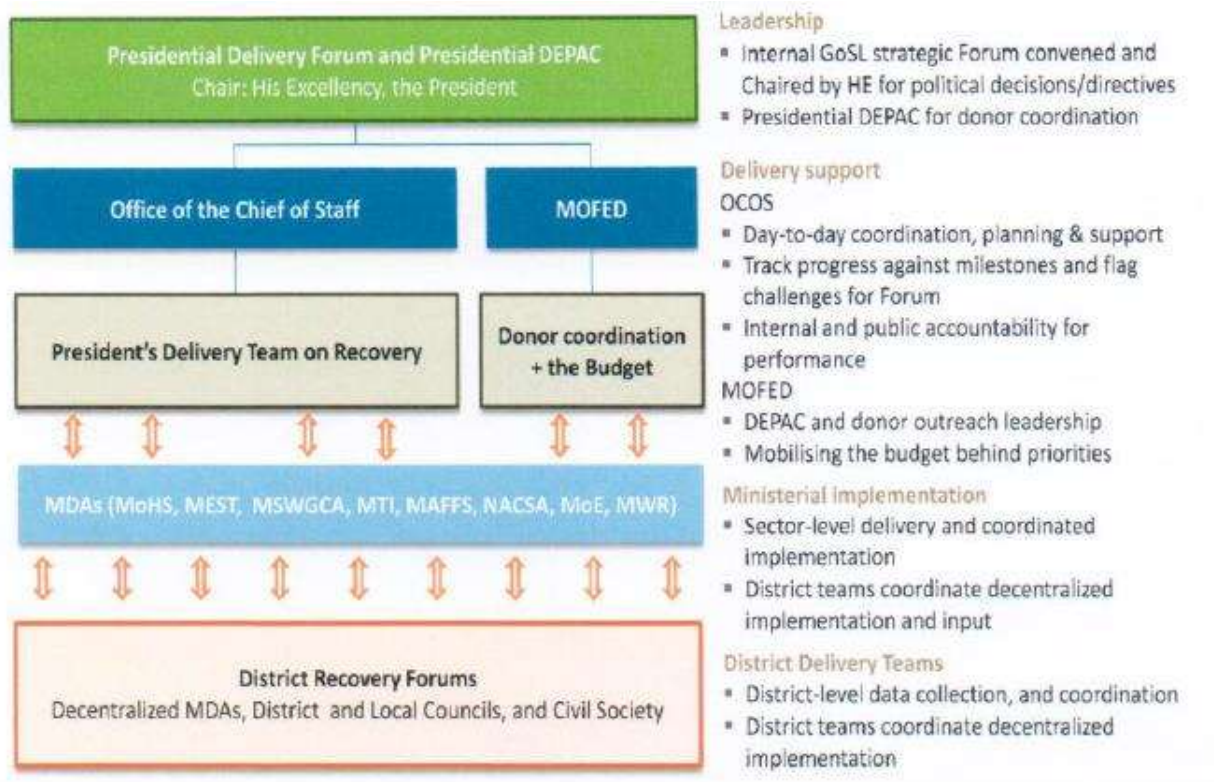 Presidential Delivery Forum and Presidential DEPAC
Chair: His Excellency, the President
Office of the Chief of Staff
MOFED
President's Delivery Team on Recovery
Donor coordination
+ the Budget
MDAs (MoHS, MEST, MSWGCA, MTI, MAFFS, NACSA, MoE, MWR)
District Recovery Forums
Decentralized MDAs, District and Local Councils, and Civil Society
Leadership
▪ Internal GoSL strategic Forum convened and
Chaired by HE for political decisions/directives
▪ Presidential DEPAC for donor coordination
Delivery support
OCOS
▪ Day-to-day coordination, planning & support
▪ Track progress against milestones and flag
challenges for Forum
▪ Internal and public accountability for
performance
MOFED
▪ DEPAC and donor outreach leadership
▪ Mobilising the budget behind priorities
Ministerial Implementation
▪ Sector-level delivery and coordinated
implementation
▪ District teams coordinate decentralized
implementation and input
District Delivery Teams
▪ District-level data collection, and coordination
▪ District teams coordinate decentralized
implementation